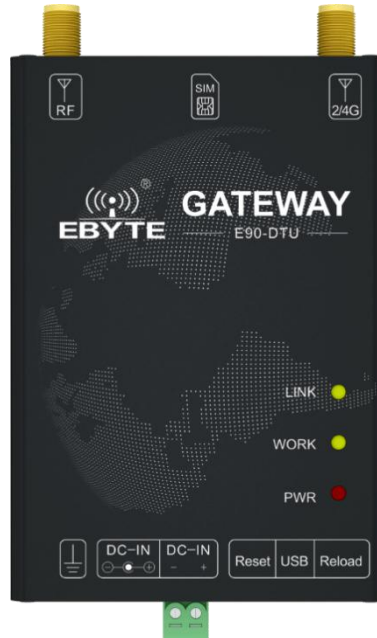 RF
SIM
2/4G
®
EBYTE
GATEWAY
E90-DTU
LINK
WORK
PWR
DC-IN
DC-IN
- +
- +
Reset
USB
Reload